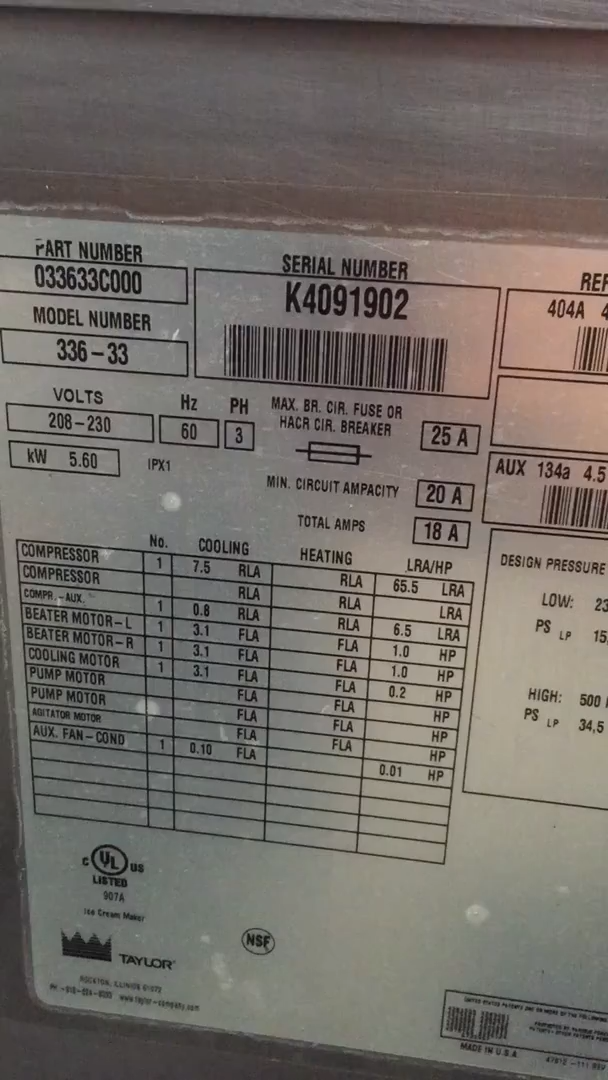 PART NUMBER
033633C000
MODEL NUMBER
336-33
SERIAL NUMBER
K4091902
404A
VOLTS
208-230
Hz
60
PH
3
MAX. BR. CIR. FUSE OR
HACR CIR. BREAKER
25 A
kW 5.60
IPX1
MIN. CIRCUIT AMPACITY
20 A
TOTAL AMPS
18 A
AUX 134a 4.5
No. COOLING HEATING LRA/HP
COMPRESSOR 1 7.5 RLA RLA 65.5 LRA
COMPRESSOR RLA RLA LRA
COMPR.-AUX. 1 0.8 RLA RLA 6.5 LRA
BEATER MOTOR-L 1 3.1 FLA FLA 1.0 HP
BEATER MOTOR-R 1 3.1 FLA FLA 1.0 HP
COOLING MOTOR 1 3.1 FLA FLA 0.2 HP
PUMP MOTOR FLA FLA HP
PUMP MOTOR FLA FLA HP
AGITATOR MOTOR FLA FLA HP
AUX. FAN-COND 1 0.10 FLA FLA 0.01 HP
DESIGN PRESSURE
LOW: 23
PS LP 15,
HIGH: 500
PS LP 34,5
C UL US
LISTED
907A
Ice Cream Maker
NSF
TAYLOR
ROCKTON, ILLINOIS 61072
www.taylor-company.com
MADE IN U.S.A.